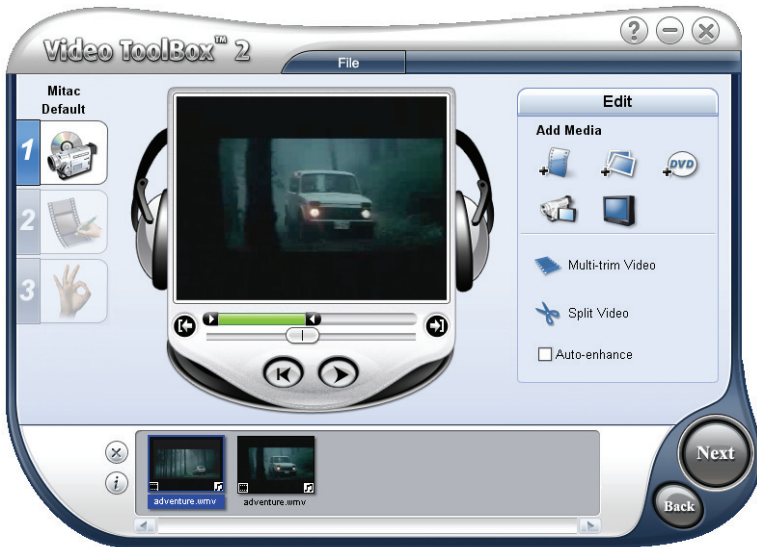 Video ToolBox™ 2
File
Mitac
Default
1
2
3
Edit
Add Media
DVD
Multi-trim Video
Split Video
Auto-enhance
adventure.wmv
adventure.wmv
Next
Back